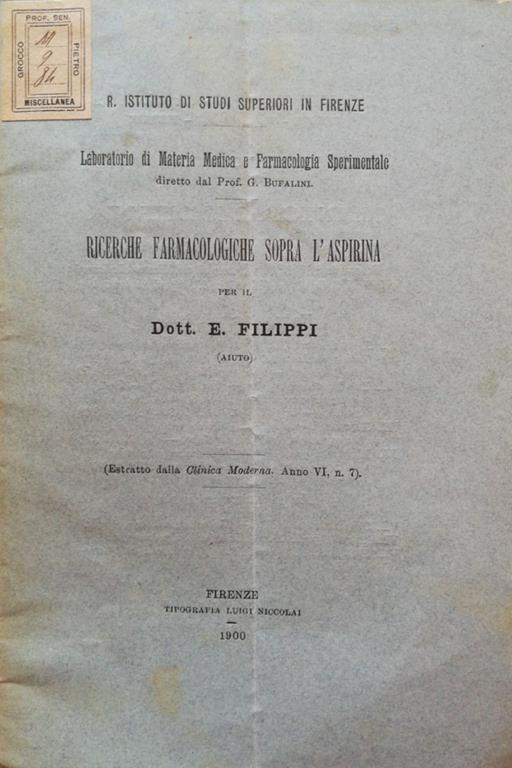 PROF. SEN.
GROCCO
PIETRO
M
9
84
MISCELLANEA
R. ISTITUTO DI STUDI SUPERIORI IN FIRENZE
Laboratorio di Materia Medica e Farmacologia Sperimentale
diretto dal Prof. G. BUFALINI.
RICERCHE FARMACOLOGICHE SOPRA L'ASPIRINA
PER IL
Dott. E. FILIPPI
(AIUTO)
(Estratto dalla Clinica Moderna. Anno VI, n. 7).
FIRENZE
TIPOGRAFIA LUIGI NICCOLAI
1900